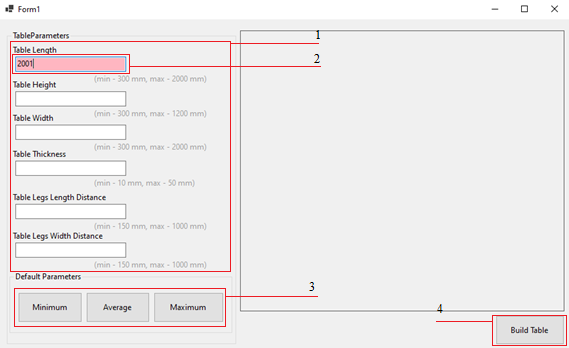 Form1
TableParameters
1
Table Length
2
2001
(min - 300 mm, max - 2000 mm)
Table Height
(min - 300 mm, max - 1200 mm)
Table Width
(min - 300 mm, max - 2000 mm)
Table Thickness
(min - 10 mm, max - 50 mm)
Table Legs Length Distance
(min - 150 mm, max - 1000 mm)
Table Legs Width Distance
(min - 150 mm, max - 1000 mm)
Default Parameters
3
Minimum Average Maximum
4
Build Table